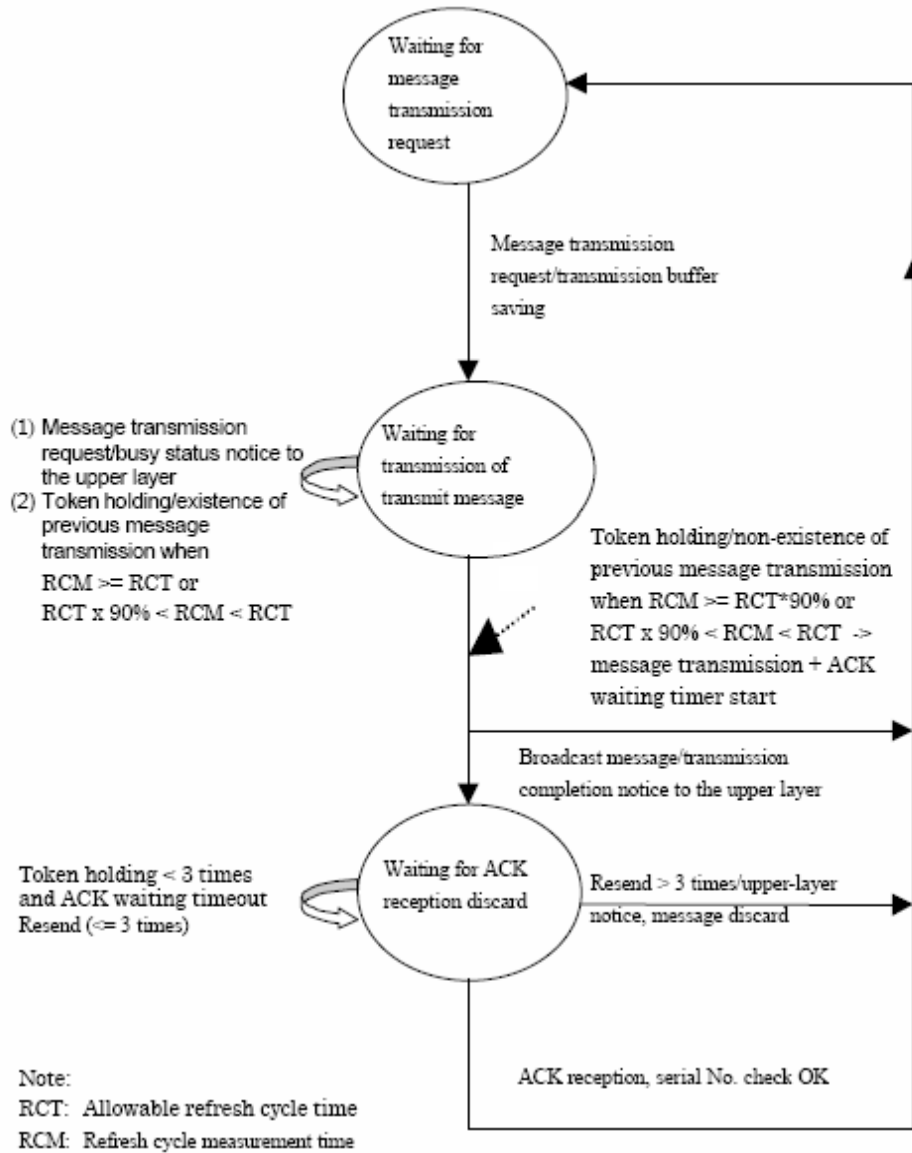 Waiting for
message
transmission
request
Message transmission
request/transmission buffer
saving
(1) Message transmission
request/busy status notice to
the upper layer
(2) Token holding/existence of
previous message
transmission when
RCM >= RCT or
RCT x 90% < RCM < RCT
Waiting for
transmission of
transmit message
Token holding/non-existence of
previous message transmission
when RCM >= RCT*90% or
RCT x 90% < RCM < RCT ->
message transmission + ACK
waiting timer start
Broadcast message/transmission
completion notice to the upper layer
Token holding < 3 times
and ACK waiting timeout
Resend (<= 3 times)
Waiting for ACK
reception discard
Resend > 3 times/upper-layer
notice, message discard
ACK reception, serial No. check OK
Note:
RCT: Allowable refresh cycle time
RCM: Refresh cycle measurement time